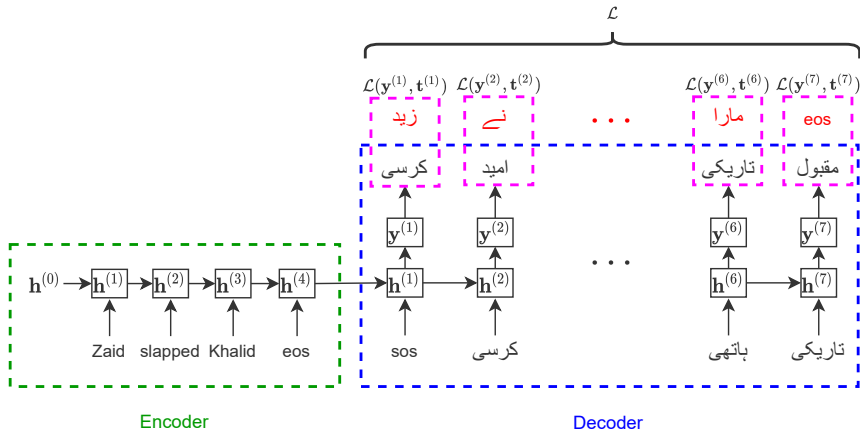 ℒ
ℒ(y⁽¹⁾, t⁽¹⁾) ℒ(y⁽²⁾, t⁽²⁾) ℒ(y⁽⁶⁾, t⁽⁶⁾) ℒ(y⁽⁷⁾, t⁽⁷⁾)
زید نے ... مارا eos
کرسی امید تاریکی مقبول
y⁽¹⁾ y⁽²⁾ y⁽⁶⁾ y⁽⁷⁾
...
h⁽⁰⁾ h⁽¹⁾ h⁽²⁾ h⁽³⁾ h⁽⁴⁾ h⁽¹⁾ h⁽²⁾ h⁽⁶⁾ h⁽⁷⁾
Zaid slapped Khalid eos sos کرسی ہاتھی تاریکی
Encoder Decoder